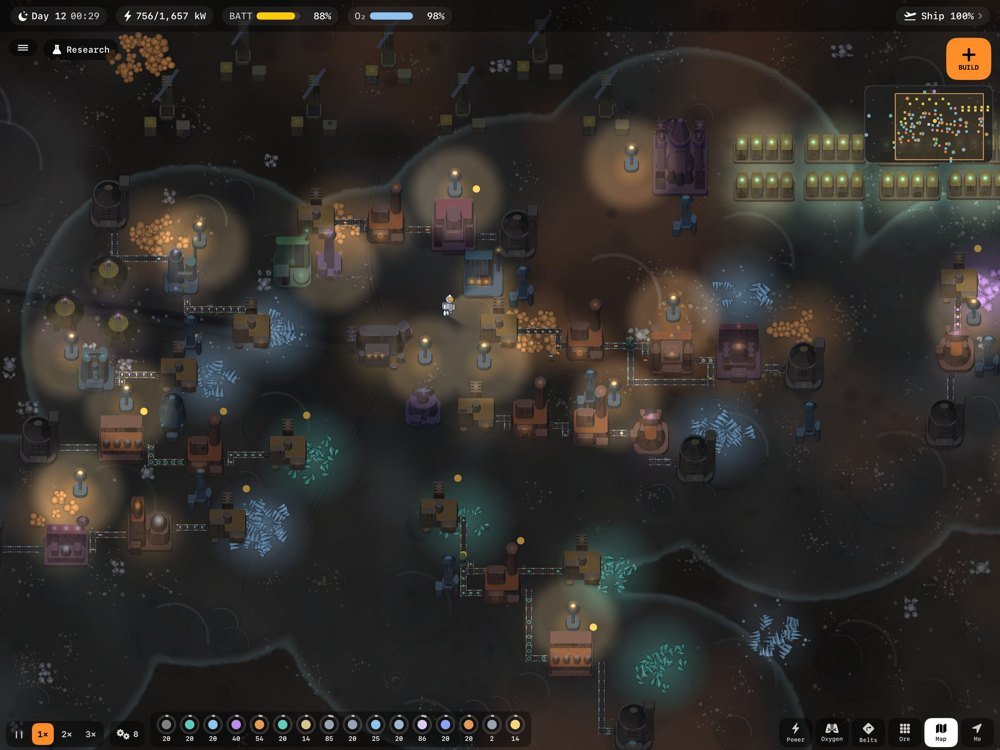 Day 12 00:29
756/1,657 kW
BATT 88%
O₂ 98%
Ship 100% >
Research
BUILD
1× 2× 3×
8
20 20 20 40 54 20 14 85 20 25 20 86 20 20 2 14
Power
Oxygen
Belts
Ore
Map
Me